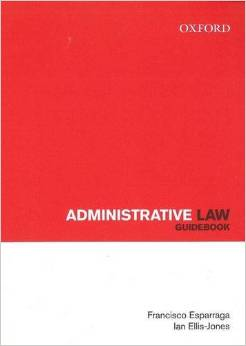 OXFORD
ADMINISTRATIVE LAW
GUIDEBOOK
Francisco Esparraga
Ian Ellis-Jones